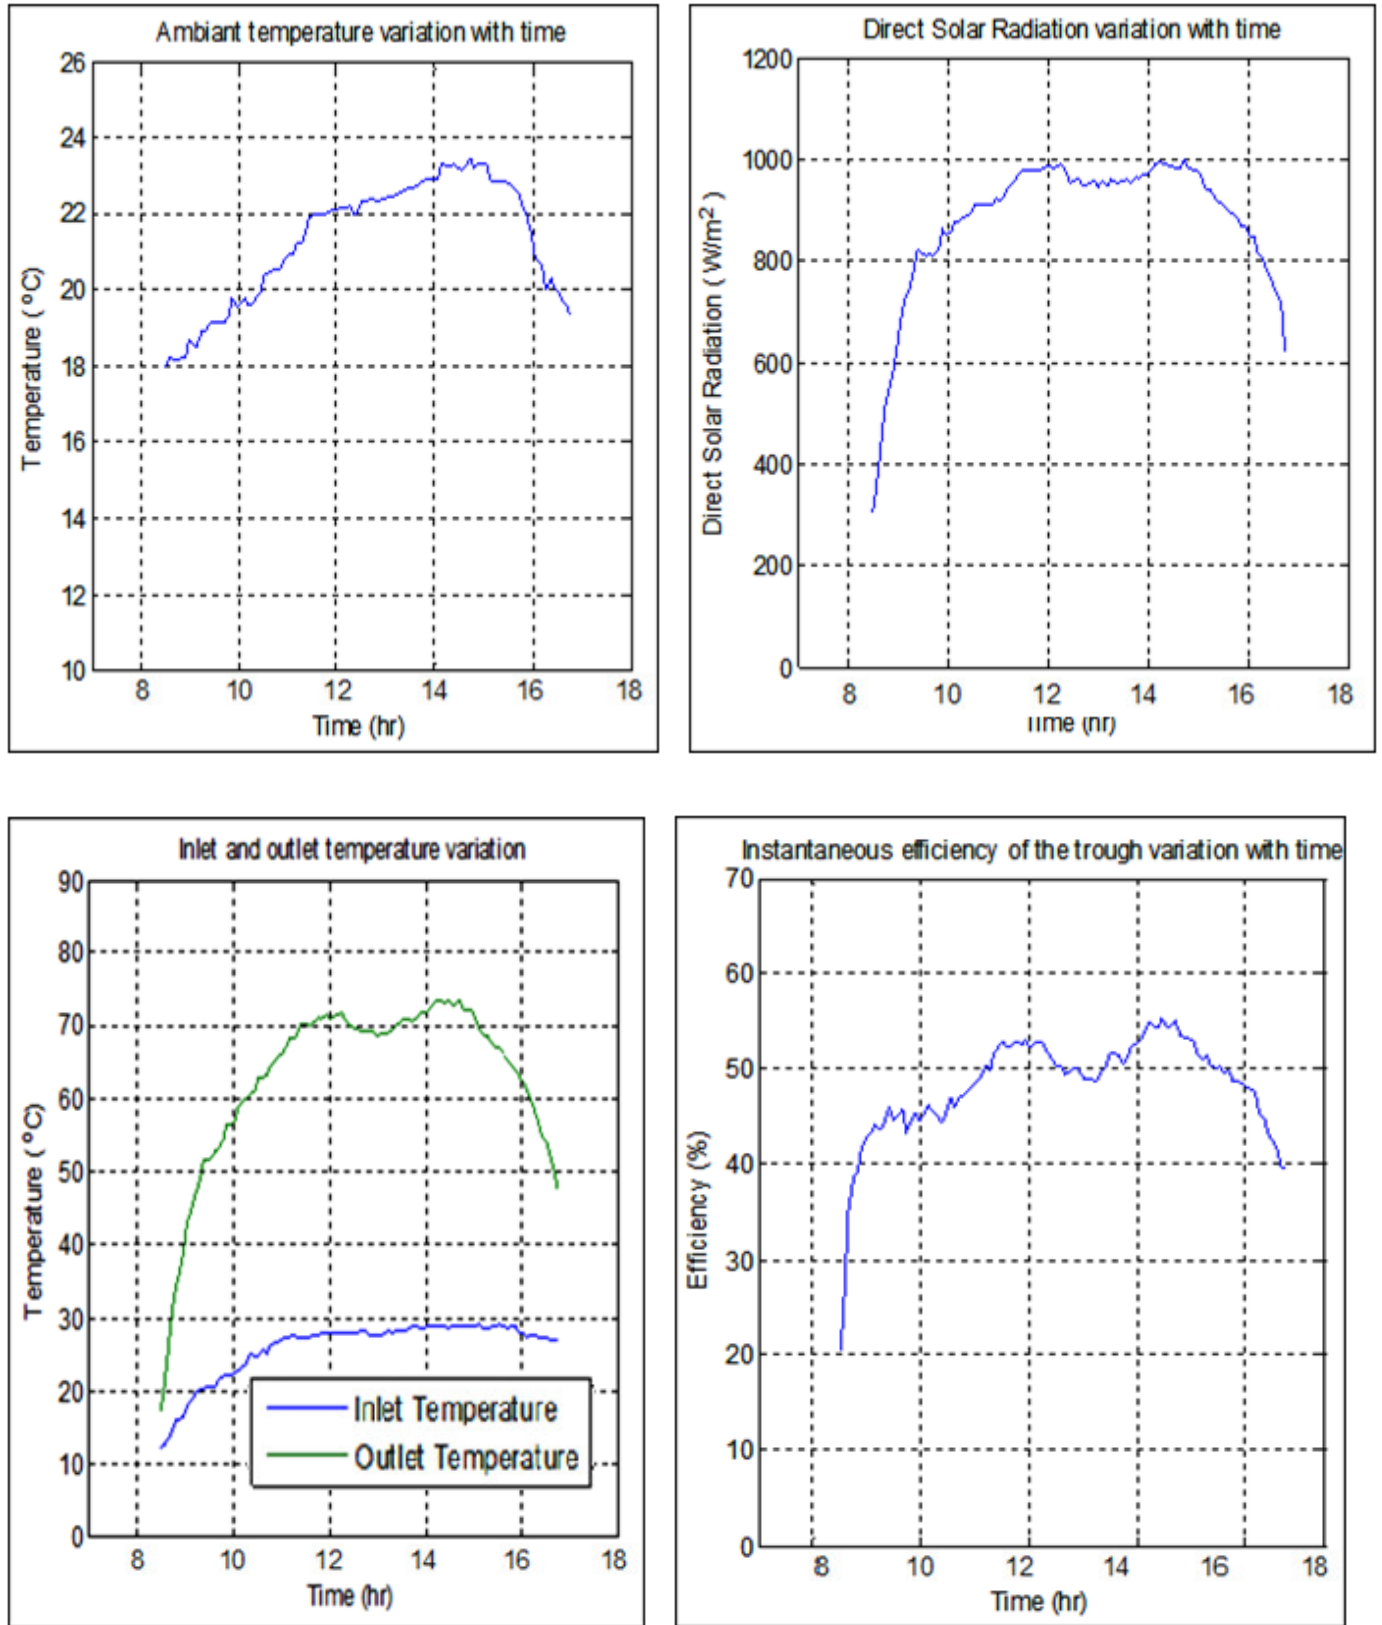 Ambiant temperature variation with time
26
24
22
20
18
16
14
12
10
Temperature ( ºC)
8 10 12 14 16 18
Time (hr)
Direct Solar Radiation variation with time
1200
1000
800
600
400
200
0
Direct Solar Radiation ( W/m² )
8 10 12 14 16 18
Time (hr)
Inlet and outlet temperature variation
90
80
70
60
50
40
30
20
10
0
Temperature ( ºC)
Inlet Temperature
Outlet Temperature
8 10 12 14 16 18
Time (hr)
Instantaneous efficiency of the trough variation with time
70
60
50
40
30
20
10
0
Efficiency (%)
8 10 12 14 16 18
Time (hr)